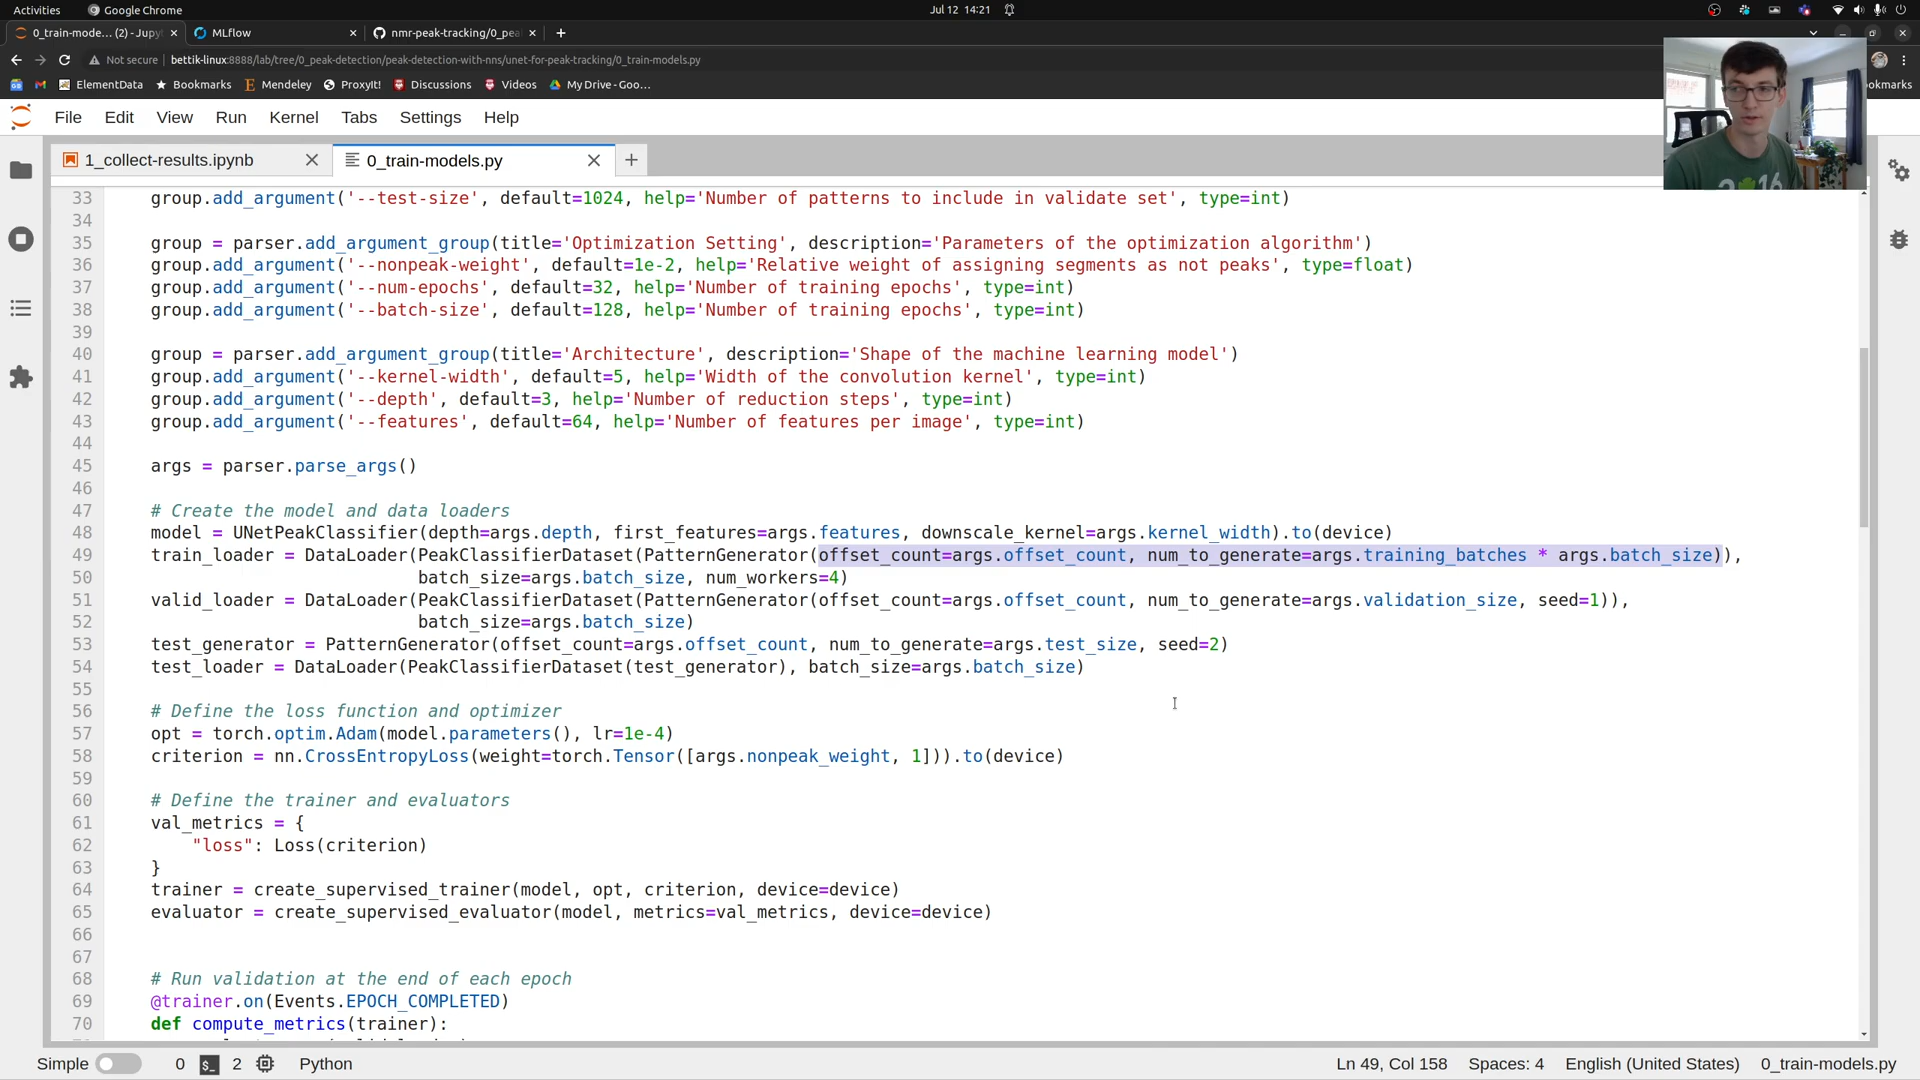 Activities Google Chrome Jul 12 14:21
0_train-mode… (2) - Jupyt MLflow nmr-peak-tracking/0_pea
Not secure bettik-linux:8888/lab/tree/0_peak-detection/peak-detection-with-nns/unet-for-peak-tracking/0_train-models.py
ElementData Bookmarks Mendeley ProxyIt! Discussions Videos My Drive - Goo… ookmarks
File Edit View Run Kernel Tabs Settings Help
1_collect-results.ipynb 0_train-models.py
33 group.add_argument('--test-size', default=1024, help='Number of patterns to include in validate set', type=int)
34
35 group = parser.add_argument_group(title='Optimization Setting', description='Parameters of the optimization algorithm')
36 group.add_argument('--nonpeak-weight', default=1e-2, help='Relative weight of assigning segments as not peaks', type=float)
37 group.add_argument('--num-epochs', default=32, help='Number of training epochs', type=int)
38 group.add_argument('--batch-size', default=128, help='Number of training epochs', type=int)
39
40 group = parser.add_argument_group(title='Architecture', description='Shape of the machine learning model')
41 group.add_argument('--kernel-width', default=5, help='Width of the convolution kernel', type=int)
42 group.add_argument('--depth', default=3, help='Number of reduction steps', type=int)
43 group.add_argument('--features', default=64, help='Number of features per image', type=int)
44
45 args = parser.parse_args()
46
47 # Create the model and data loaders
48 model = UNetPeakClassifier(depth=args.depth, first_features=args.features, downscale_kernel=args.kernel_width).to(device)
49 train_loader = DataLoader(PeakClassifierDataset(PatternGenerator(offset_count=args.offset_count, num_to_generate=args.training_batches * args.batch_size)),
50 batch_size=args.batch_size, num_workers=4)
51 valid_loader = DataLoader(PeakClassifierDataset(PatternGenerator(offset_count=args.offset_count, num_to_generate=args.validation_size, seed=1)),
52 batch_size=args.batch_size)
53 test_generator = PatternGenerator(offset_count=args.offset_count, num_to_generate=args.test_size, seed=2)
54 test_loader = DataLoader(PeakClassifierDataset(test_generator), batch_size=args.batch_size)
55
56 # Define the loss function and optimizer
57 opt = torch.optim.Adam(model.parameters(), lr=1e-4)
58 criterion = nn.CrossEntropyLoss(weight=torch.Tensor([args.nonpeak_weight, 1])).to(device)
59
60 # Define the trainer and evaluators
61 val_metrics = {
62 "loss": Loss(criterion)
63 }
64 trainer = create_supervised_trainer(model, opt, criterion, device=device)
65 evaluator = create_supervised_evaluator(model, metrics=val_metrics, device=device)
66
67
68 # Run validation at the end of each epoch
69 @trainer.on(Events.EPOCH_COMPLETED)
70 def compute_metrics(trainer):
Simple 0 2 Python Ln 49, Col 158 Spaces: 4 English (United States) 0_train-models.py